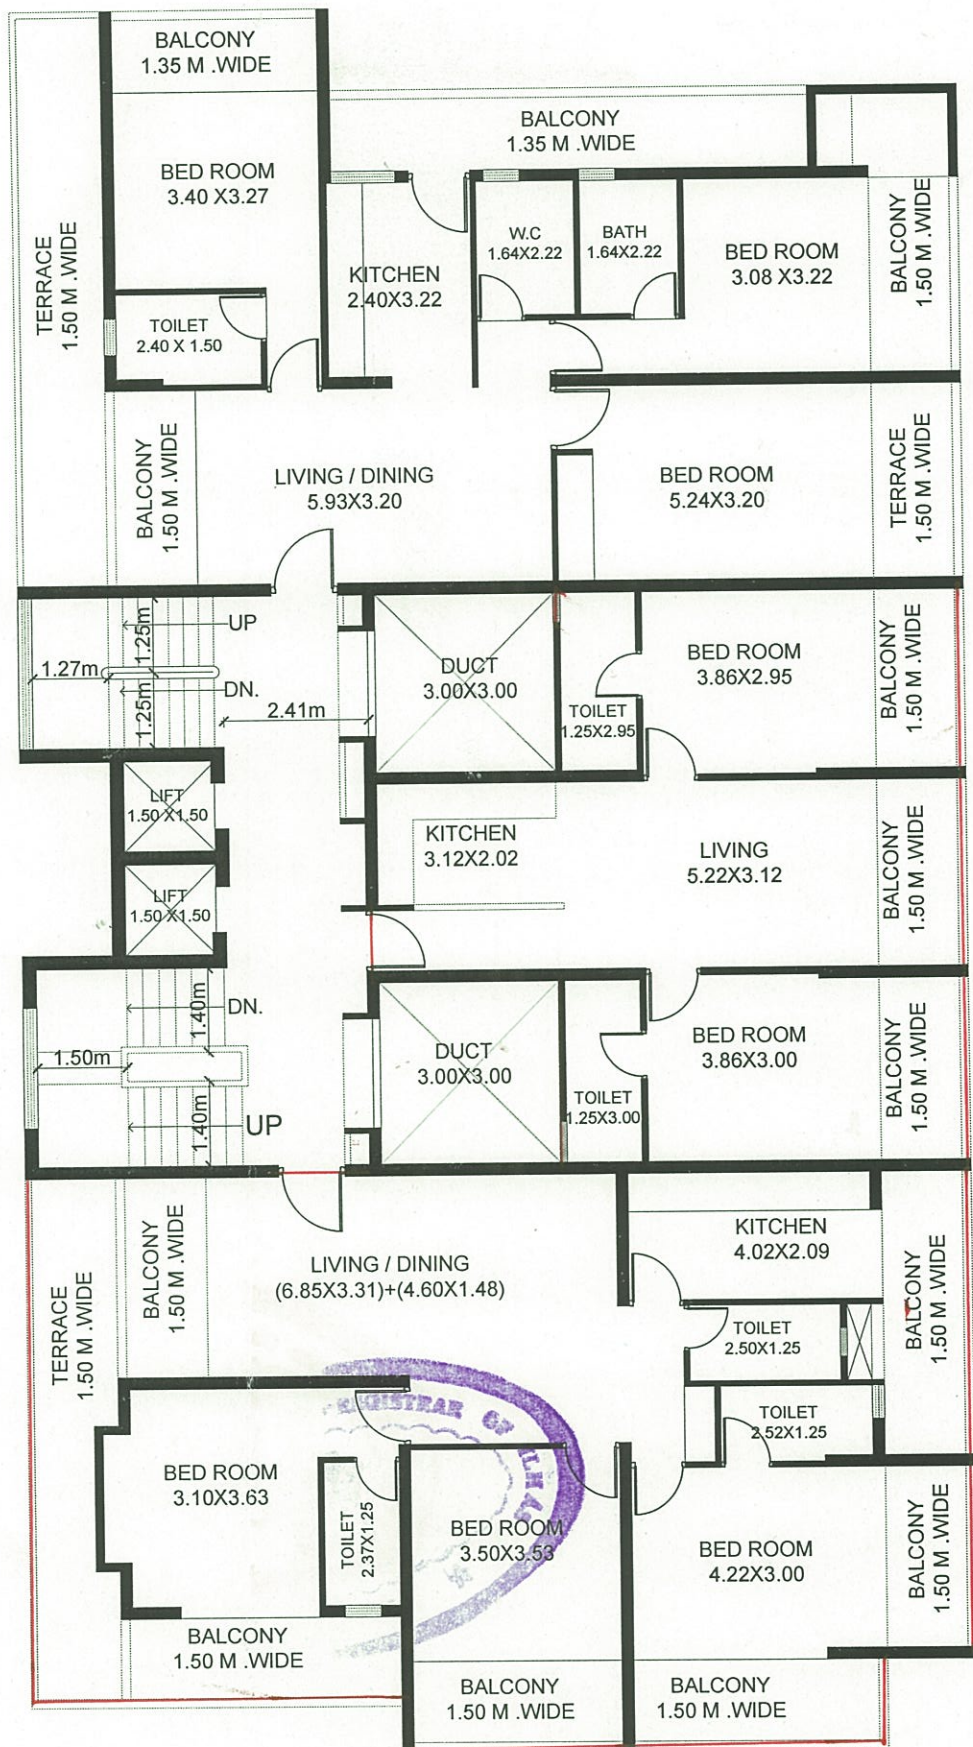 BALCONY
1.35 M .WIDE
BALCONY
1.35 M .WIDE
BED ROOM
3.40 X3.27
TERRACE
1.50 M .WIDE
KITCHEN
2.40X3.22
W.C
1.64X2.22
BATH
1.64X2.22
BED ROOM
3.08 X3.22
BALCONY
1.50 M .WIDE
TOILET
2.40 X 1.50
BALCONY
1.50 M .WIDE
LIVING / DINING
5.93X3.20
BED ROOM
5.24X3.20
TERRACE
1.50 M .WIDE
UP
1.25m
1.27m
DN.
1.25m
2.41m
DUCT
3.00X3.00
TOILET
1.25X2.95
BED ROOM
3.86X2.95
BALCONY
1.50 M .WIDE
LIFT
1.50 X1.50
KITCHEN
3.12X2.02
LIVING
5.22X3.12
BALCONY
1.50 M .WIDE
LIFT
1.50 X1.50
DN.
1.40m
1.50m
1.40m
UP
DUCT
3.00X3.00
TOILET
1.25X3.00
BED ROOM
3.86X3.00
BALCONY
1.50 M .WIDE
TERRACE
1.50 M .WIDE
BALCONY
1.50 M .WIDE
LIVING / DINING
(6.85X3.31)+(4.60X1.48)
KITCHEN
4.02X2.09
BALCONY
1.50 M .WIDE
TOILET
2.50X1.25
TOILET
2.52X1.25
BED ROOM
3.10X3.63
TOILET
2.37X1.25
BED ROOM
3.50X3.53
BED ROOM
4.22X3.00
BALCONY
1.50 M .WIDE
BALCONY
1.50 M .WIDE
BALCONY
1.50 M .WIDE
BALCONY
1.50 M .WIDE